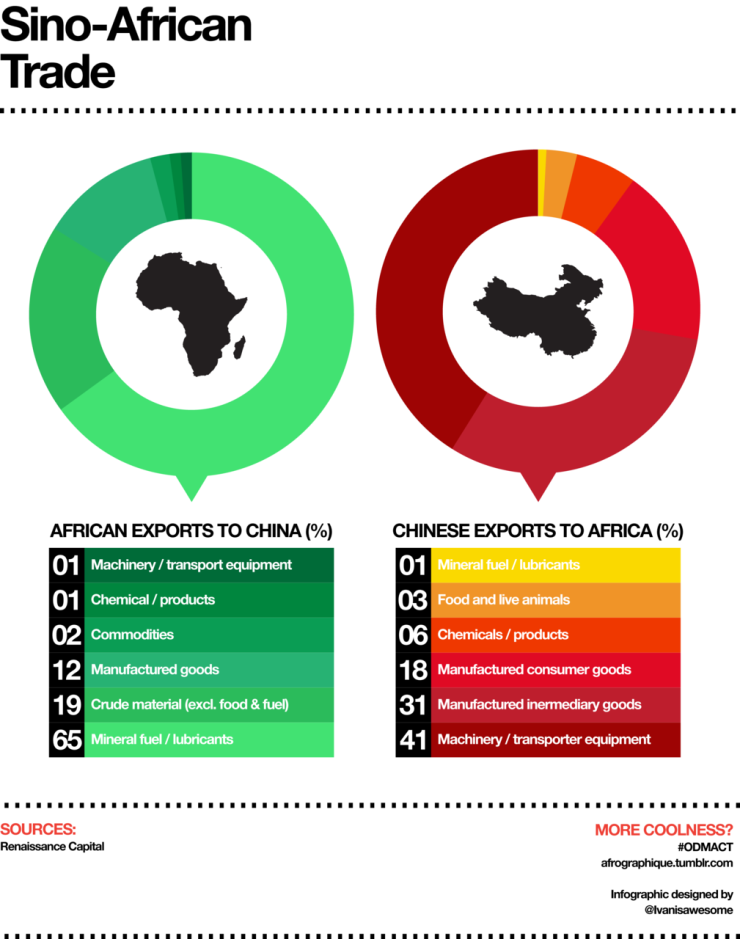 Sino-African
Trade
AFRICAN EXPORTS TO CHINA (%)
01 Machinery / transport equipment
01 Chemical / products
02 Commodities
12 Manufactured goods
19 Crude material (excl. food & fuel)
65 Mineral fuel / lubricants
CHINESE EXPORTS TO AFRICA (%)
01 Mineral fuel / lubricants
03 Food and live animals
06 Chemicals / products
18 Manufactured consumer goods
31 Manufactured inermediary goods
41 Machinery / transporter equipment
SOURCES:
Renaissance Capital
MORE COOLNESS?
#ODMACT
afrographique.tumblr.com
Infographic designed by
@Ivanisawesome